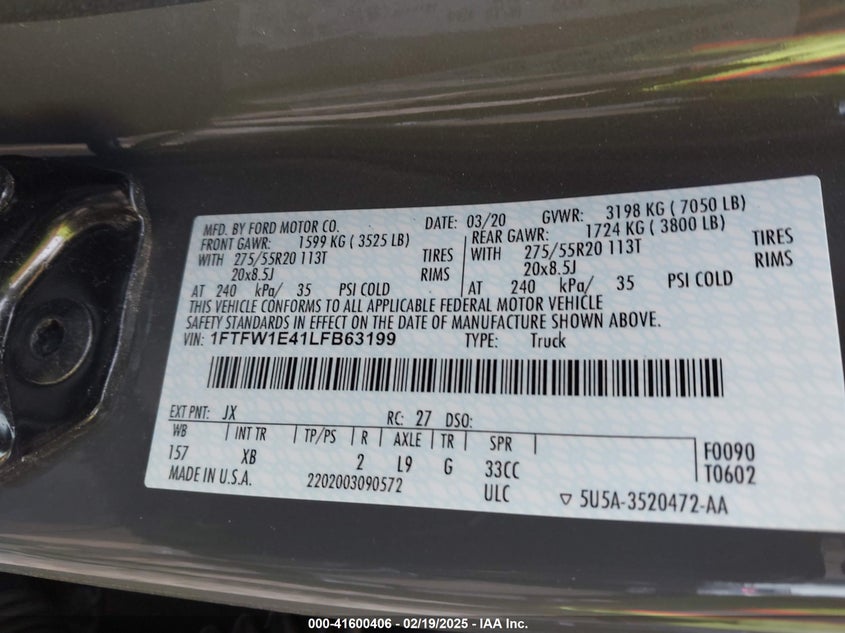 MFD. BY FORD MOTOR CO. DATE: 03/20 GVWR: 3198 KG ( 7050 LB)
FRONT GAWR: 1599 KG ( 3525 LB) REAR GAWR: 1724 KG ( 3800 LB)
WITH 275/55R20 113T TIRES WITH 275/55R20 113T TIRES
20x8.5J RIMS 20x8.5J RIMS
AT 240 kPa/ 35 PSI COLD AT 240 kPa/ 35 PSI COLD
THIS VEHICLE CONFORMS TO ALL APPLICABLE FEDERAL MOTOR VEHICLE
SAFETY STANDARDS IN EFFECT ON THE DATE OF MANUFACTURE SHOWN ABOVE.
VIN: 1FTFW1E41LFB63199 TYPE: Truck
EXT PNT: JX RC: 27 DSO:
WB INT TR TP/PS R AXLE TR SPR F0090
157 XB 2 L9 G 33CC T0602
MADE IN U.S.A. 2202003090572 ULC ▽ 5U5A-3520472-AA
000-41600406 - 02/19/2025 - IAA Inc.